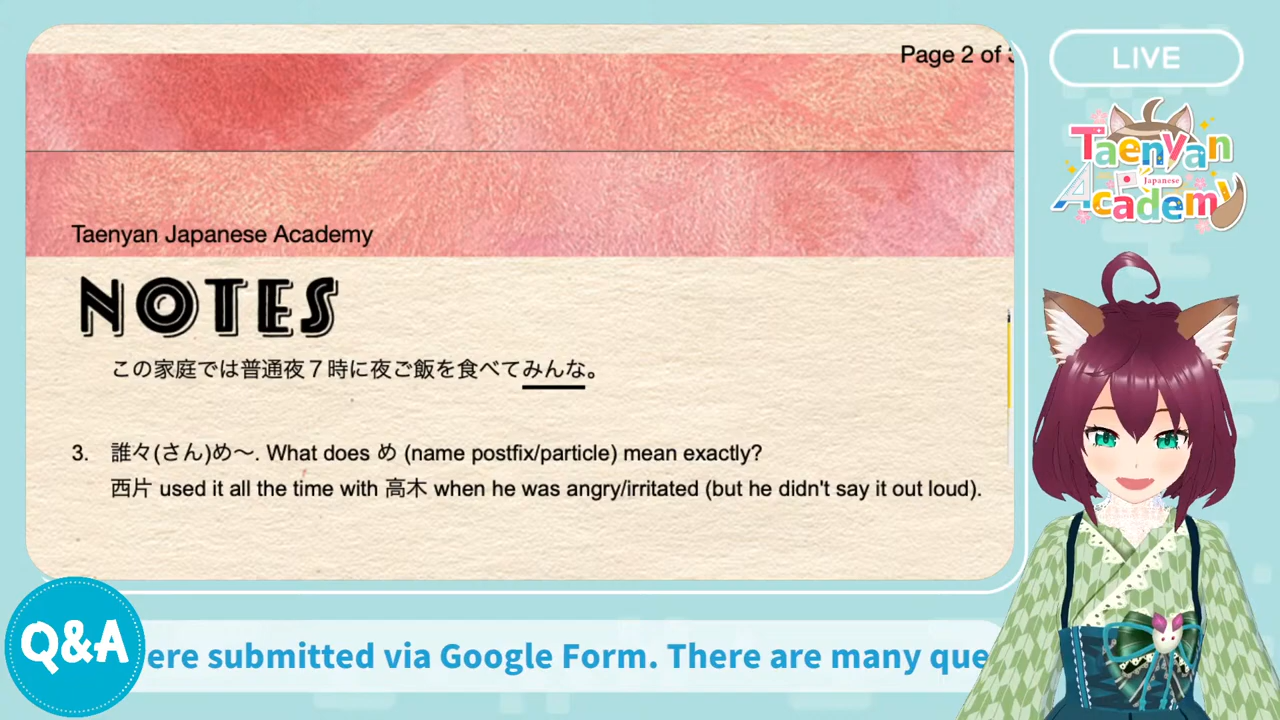 Page 2 of
LIVE
Taenyan
Japanese
Academy
Taenyan Japanese Academy
NOTES
この家庭では普通夜７時に夜ご飯を食べてみんな。
3. 誰々(さん)め〜. What does め (name postfix/particle) mean exactly?
西片 used it all the time with 高木 when he was angry/irritated (but he didn't say it out loud).
Q&A
ere submitted via Google Form. There are many que